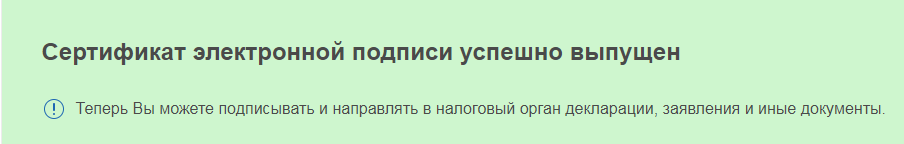 Сертификат электронной подписи успешно выпущен
Теперь Вы можете подписывать и направлять в налоговый орган декларации, заявления и иные документы.